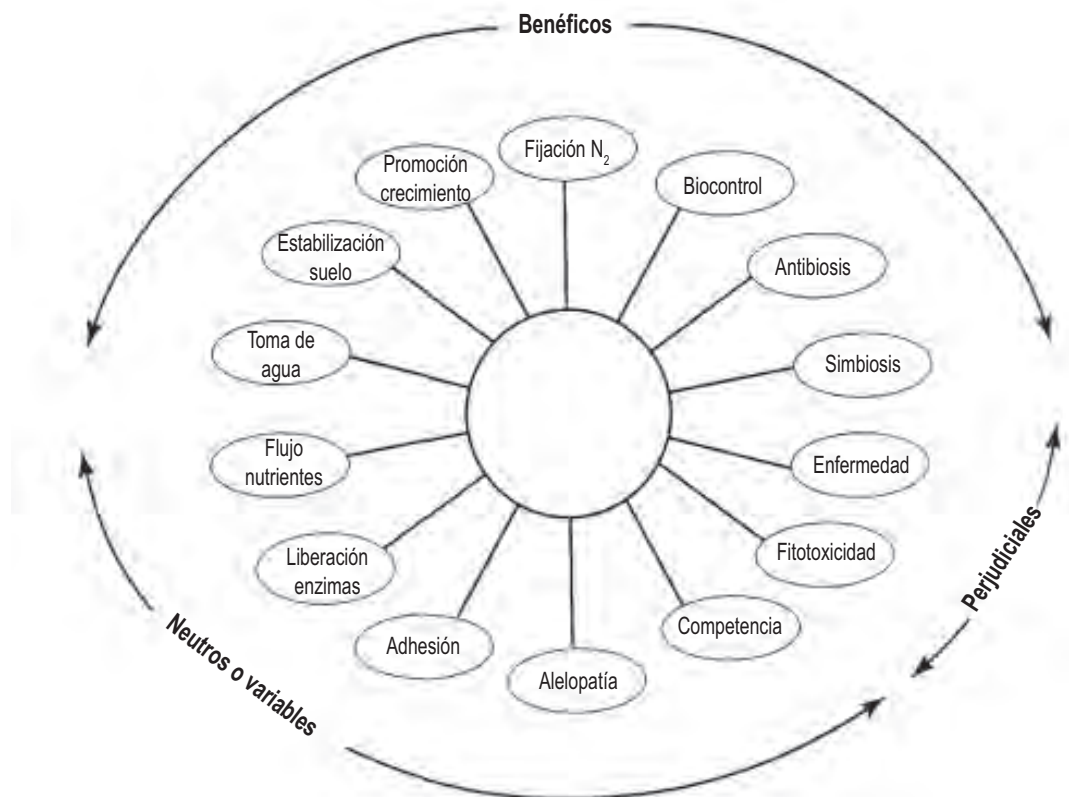 Benéficos
Fijación N₂
Promoción
crecimiento
Biocontrol
Estabilización
suelo
Antibiosis
Toma de
agua
Simbiosis
Flujo
nutrientes
Enfermedad
Liberación
enzimas
Fitotoxicidad
Perjudiciales
Adhesión
Competencia
Alelopatía
Neutros o variables